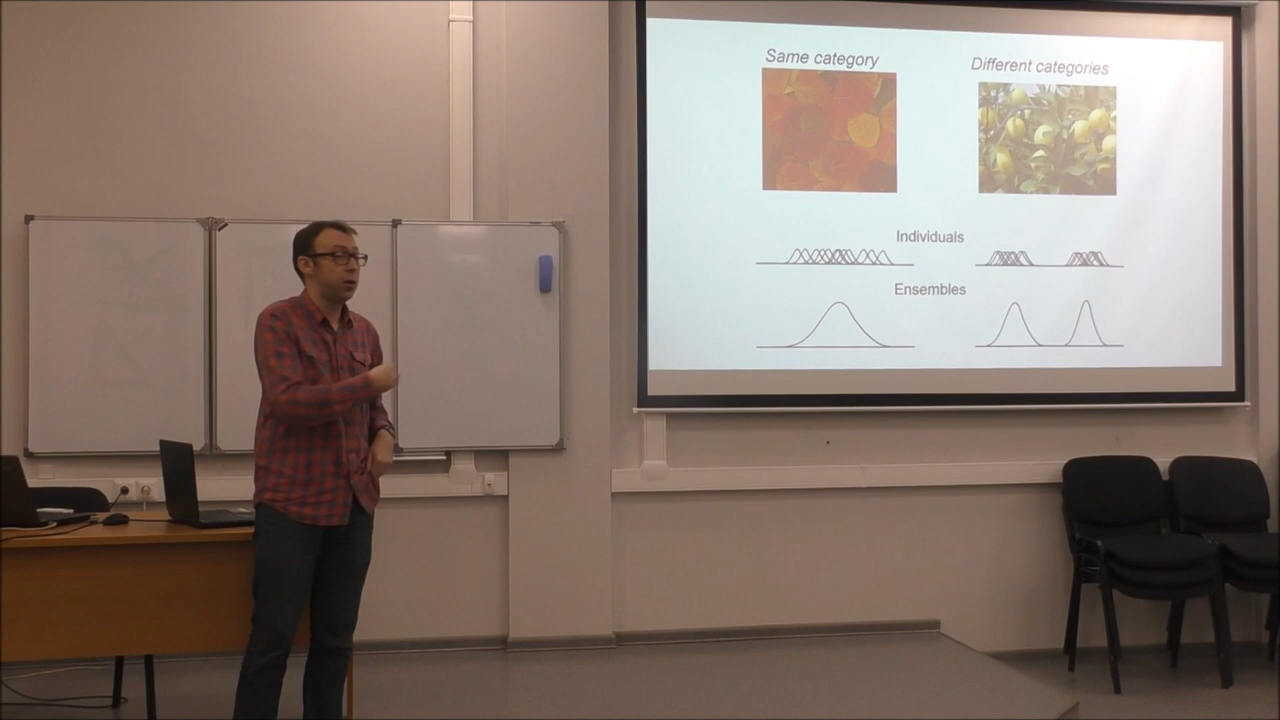 Same category
Different categories
Individuals
Ensembles